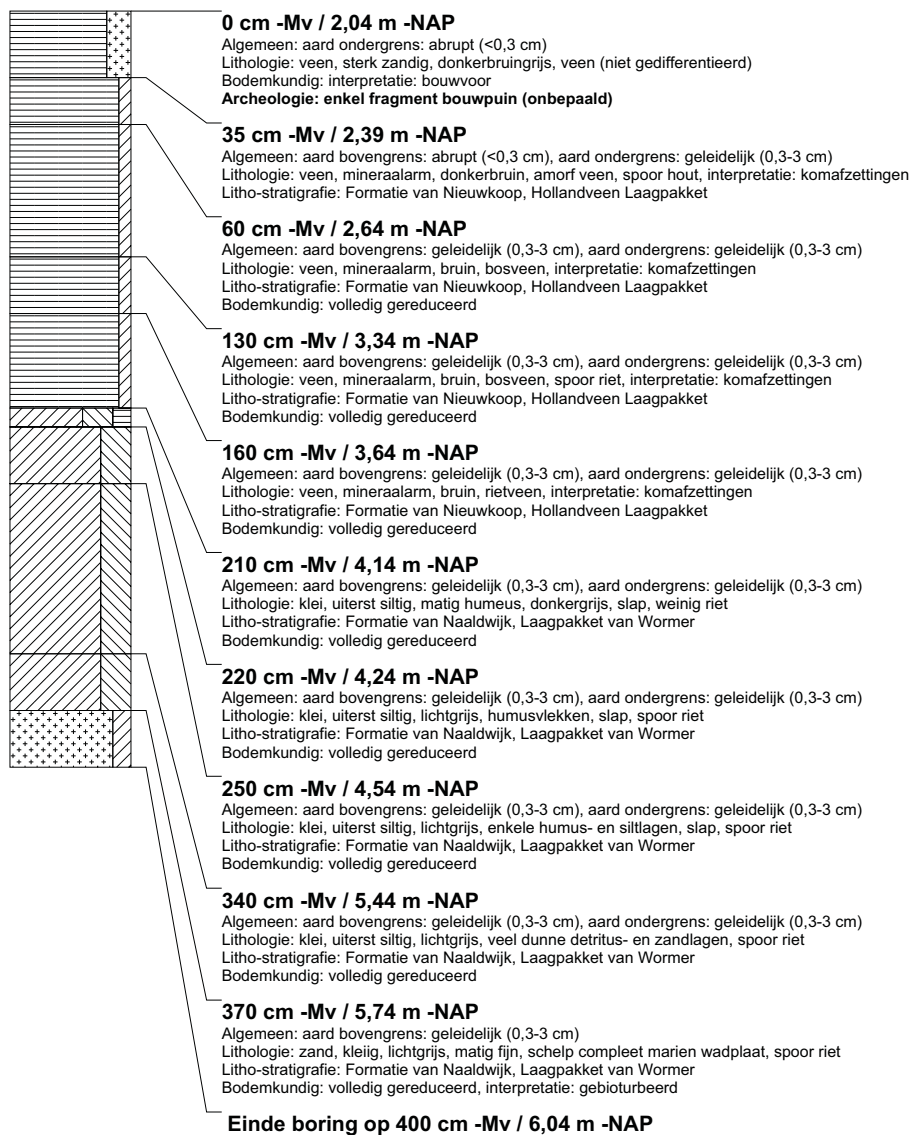 0 cm -Mv / 2,04 m -NAP
Algemeen: aard ondergrens: abrupt (<0,3 cm)
Lithologie: veen, sterk zandig, donkerbruingrijs, veen (niet gedifferentieerd)
Bodemkundig: interpretatie: bouwvoor
Archeologie: enkel fragment bouwpuin (onbepaald)
35 cm -Mv / 2,39 m -NAP
Algemeen: aard bovengrens: abrupt (<0,3 cm), aard ondergrens: geleidelijk (0,3-3 cm)
Lithologie: veen, mineraalarm, donkerbruin, amorf veen, spoor hout, interpretatie: komafzettingen
Litho-stratigrafie: Formatie van Nieuwkoop, Hollandveen Laagpakket
60 cm -Mv / 2,64 m -NAP
Algemeen: aard bovengrens: geleidelijk (0,3-3 cm), aard ondergrens: geleidelijk (0,3-3 cm)
Lithologie: veen, mineraalarm, bruin, bosveen, interpretatie: komafzettingen
Litho-stratigrafie: Formatie van Nieuwkoop, Hollandveen Laagpakket
Bodemkundig: volledig gereduceerd
130 cm -Mv / 3,34 m -NAP
Algemeen: aard bovengrens: geleidelijk (0,3-3 cm), aard ondergrens: geleidelijk (0,3-3 cm)
Lithologie: veen, mineraalarm, bruin, bosveen, spoor riet, interpretatie: komafzettingen
Litho-stratigrafie: Formatie van Nieuwkoop, Hollandveen Laagpakket
Bodemkundig: volledig gereduceerd
160 cm -Mv / 3,64 m -NAP
Algemeen: aard bovengrens: geleidelijk (0,3-3 cm), aard ondergrens: geleidelijk (0,3-3 cm)
Lithologie: veen, mineraalarm, bruin, rietveen, interpretatie: komafzettingen
Litho-stratigrafie: Formatie van Nieuwkoop, Hollandveen Laagpakket
Bodemkundig: volledig gereduceerd
210 cm -Mv / 4,14 m -NAP
Algemeen: aard bovengrens: geleidelijk (0,3-3 cm), aard ondergrens: geleidelijk (0,3-3 cm)
Lithologie: klei, uiterst siltig, matig humeus, donkergrijs, slap, weinig riet
Litho-stratigrafie: Formatie van Naaldwijk, Laagpakket van Wormer
Bodemkundig: volledig gereduceerd
220 cm -Mv / 4,24 m -NAP
Algemeen: aard bovengrens: geleidelijk (0,3-3 cm), aard ondergrens: geleidelijk (0,3-3 cm)
Lithologie: klei, uiterst siltig, lichtgrijs, humusvlekken, slap, spoor riet
Litho-stratigrafie: Formatie van Naaldwijk, Laagpakket van Wormer
Bodemkundig: volledig gereduceerd
250 cm -Mv / 4,54 m -NAP
Algemeen: aard bovengrens: geleidelijk (0,3-3 cm), aard ondergrens: geleidelijk (0,3-3 cm)
Lithologie: klei, uiterst siltig, lichtgrijs, enkele humus- en siltlagen, slap, spoor riet
Litho-stratigrafie: Formatie van Naaldwijk, Laagpakket van Wormer
Bodemkundig: volledig gereduceerd
340 cm -Mv / 5,44 m -NAP
Algemeen: aard bovengrens: geleidelijk (0,3-3 cm), aard ondergrens: geleidelijk (0,3-3 cm)
Lithologie: klei, uiterst siltig, lichtgrijs, veel dunne detritus- en zandlagen, spoor riet
Litho-stratigrafie: Formatie van Naaldwijk, Laagpakket van Wormer
Bodemkundig: volledig gereduceerd
370 cm -Mv / 5,74 m -NAP
Algemeen: aard bovengrens: geleidelijk (0,3-3 cm)
Lithologie: zand, kleiig, lichtgrijs, matig fijn, schelp compleet marien wadplaat, spoor riet
Litho-stratigrafie: Formatie van Naaldwijk, Laagpakket van Wormer
Bodemkundig: volledig gereduceerd, interpretatie: gebioturbeerd
Einde boring op 400 cm -Mv / 6,04 m -NAP